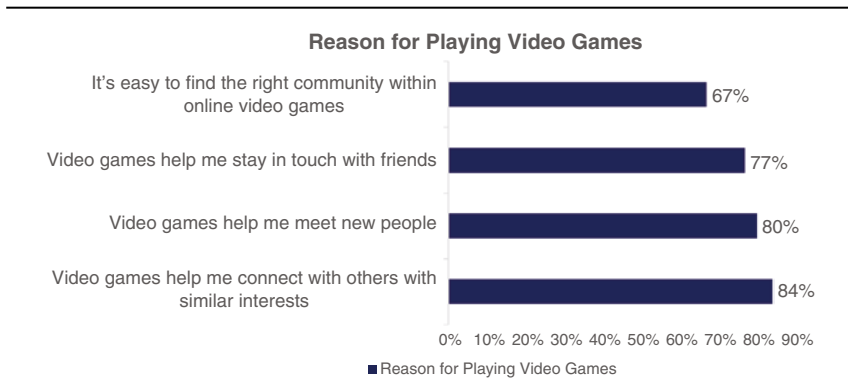 Reason for Playing Video Games
It’s easy to find the right community within
online video games
67%
Video games help me stay in touch with friends
77%
Video games help me meet new people
80%
Video games help me connect with others with
similar interests
84%
0% 10% 20% 30% 40% 50% 60% 70% 80% 90%
Reason for Playing Video Games